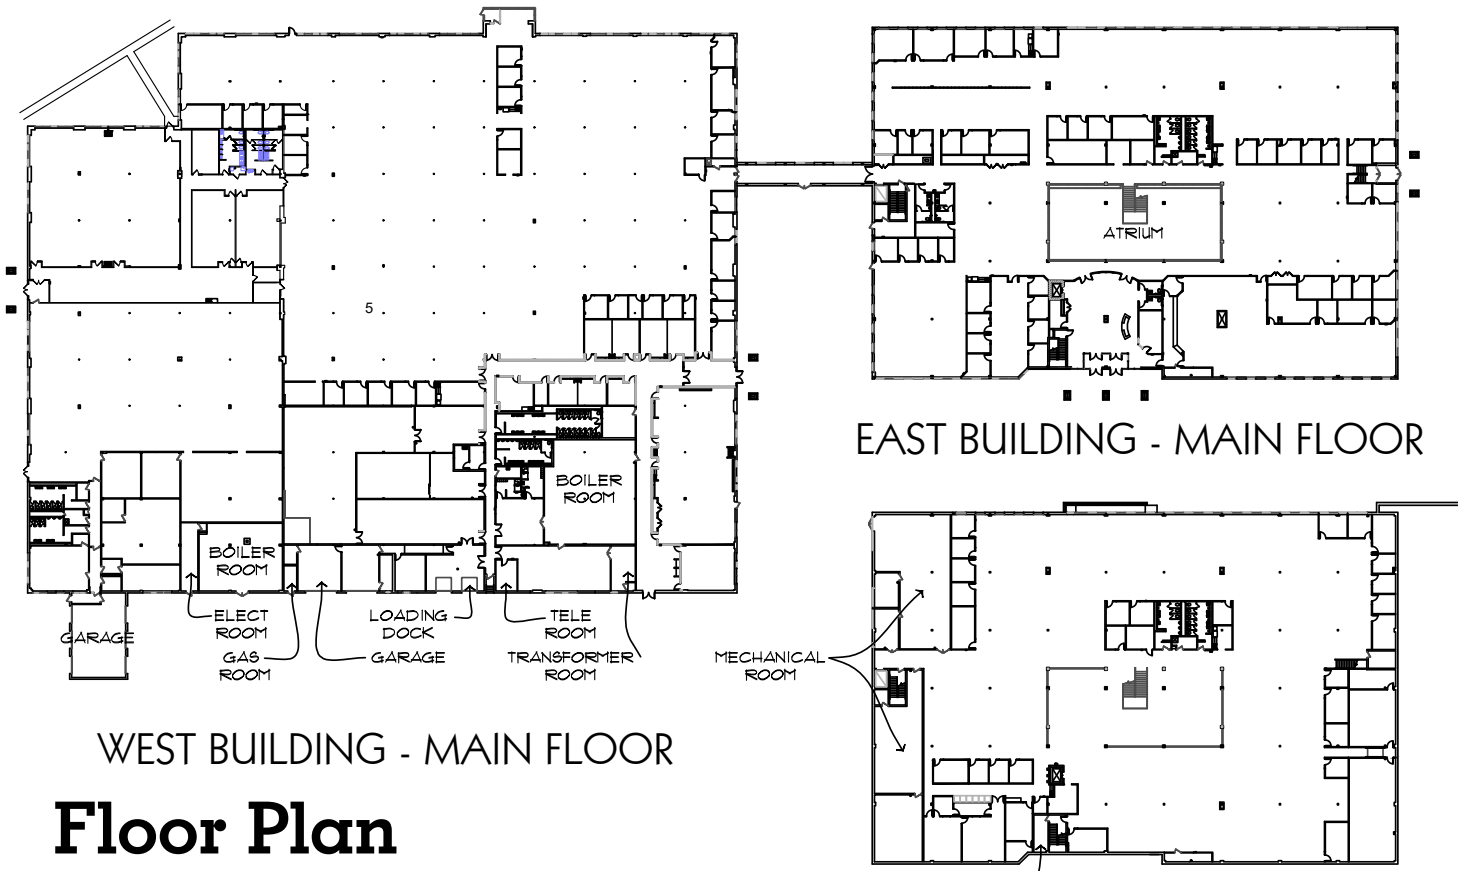 5
ATRIUM
EAST BUILDING - MAIN FLOOR
BOILER
ROOM
BOILER
ROOM
GARAGE
ELECT
ROOM
GAS
ROOM
GARAGE
LOADING
DOCK
TELE
ROOM
TRANSFORMER
ROOM
MECHANICAL
ROOM
WEST BUILDING - MAIN FLOOR
Floor Plan